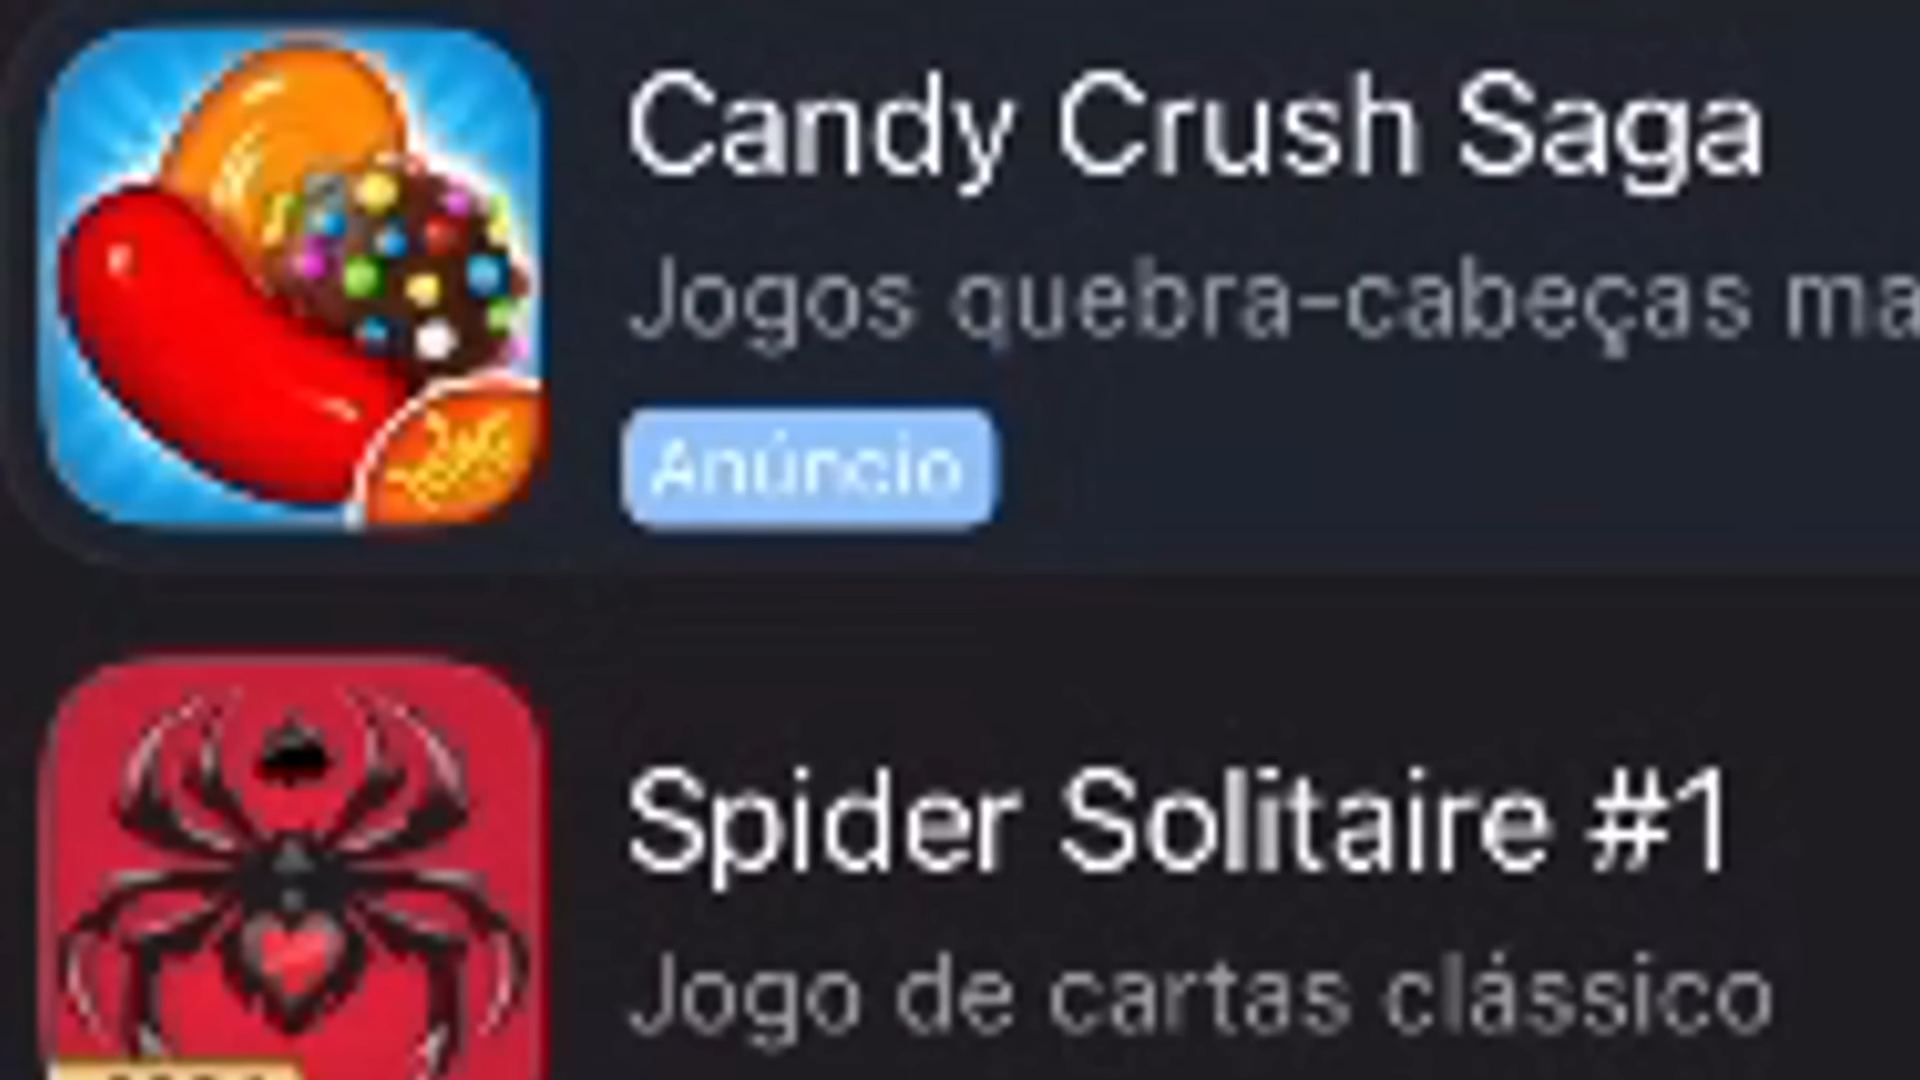 Candy Crush Saga
Jogos quebra-cabeças ma
Anúncio
Spider Solitaire #1
Jogo de cartas clássico